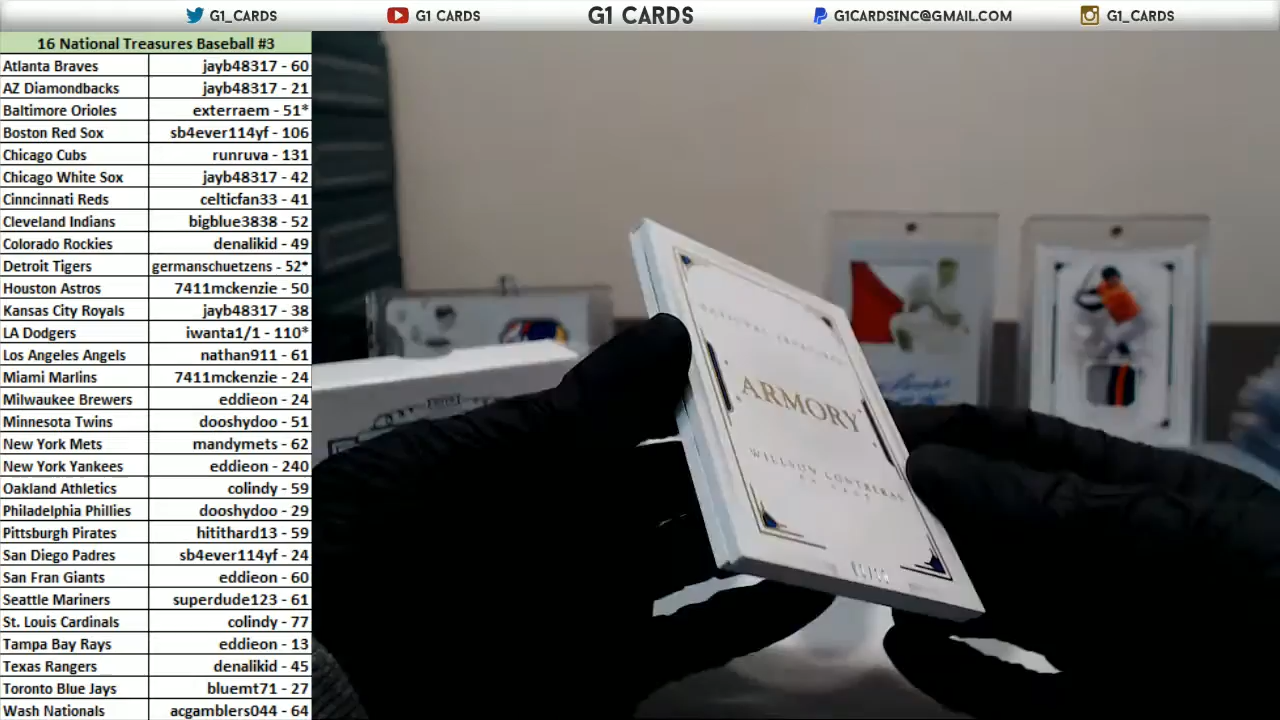 G1_CARDS
G1 CARDS
G1 CARDS
G1CARDSINC@GMAIL.COM
G1_CARDS
16 National Treasures Baseball #3
Atlanta Braves jayb48317 - 60
AZ Diamondbacks jayb48317 - 21
Baltimore Orioles exterraem - 51*
Boston Red Sox sb4ever114yf - 106
Chicago Cubs runruva - 131
Chicago White Sox jayb48317 - 42
Cinncinnati Reds celticfan33 - 41
Cleveland Indians bigblue3838 - 52
Colorado Rockies denalikid - 49
Detroit Tigers germanschuetzens - 52*
Houston Astros 7411mckenzie - 50
Kansas City Royals jayb48317 - 38
LA Dodgers iwanta1/1 - 110*
Los Angeles Angels nathan911 - 61
Miami Marlins 7411mckenzie - 24
Milwaukee Brewers eddieon - 24
Minnesota Twins dooshydoo - 51
New York Mets mandymets - 62
New York Yankees eddieon - 240
Oakland Athletics colindy - 59
Philadelphia Phillies dooshydoo - 29
Pittsburgh Pirates hitithard13 - 59
San Diego Padres sb4ever114yf - 24
San Fran Giants eddieon - 60
Seattle Mariners superdude123 - 61
St. Louis Cardinals colindy - 77
Tampa Bay Rays eddieon - 13
Texas Rangers denalikid - 45
Toronto Blue Jays bluemt71 - 27
Wash Nationals acgamblers044 - 64
NATIONAL TREASURES
ARMORY
WILLSON CONTRERAS